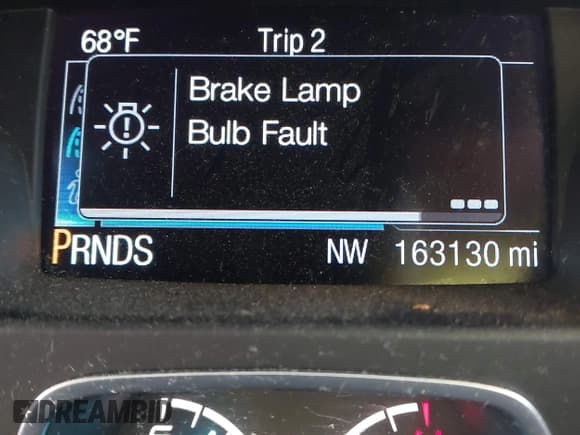 68°F Trip 2
Brake Lamp
Bulb Fault
PRNDS NW 163130 mi
DREAMBID